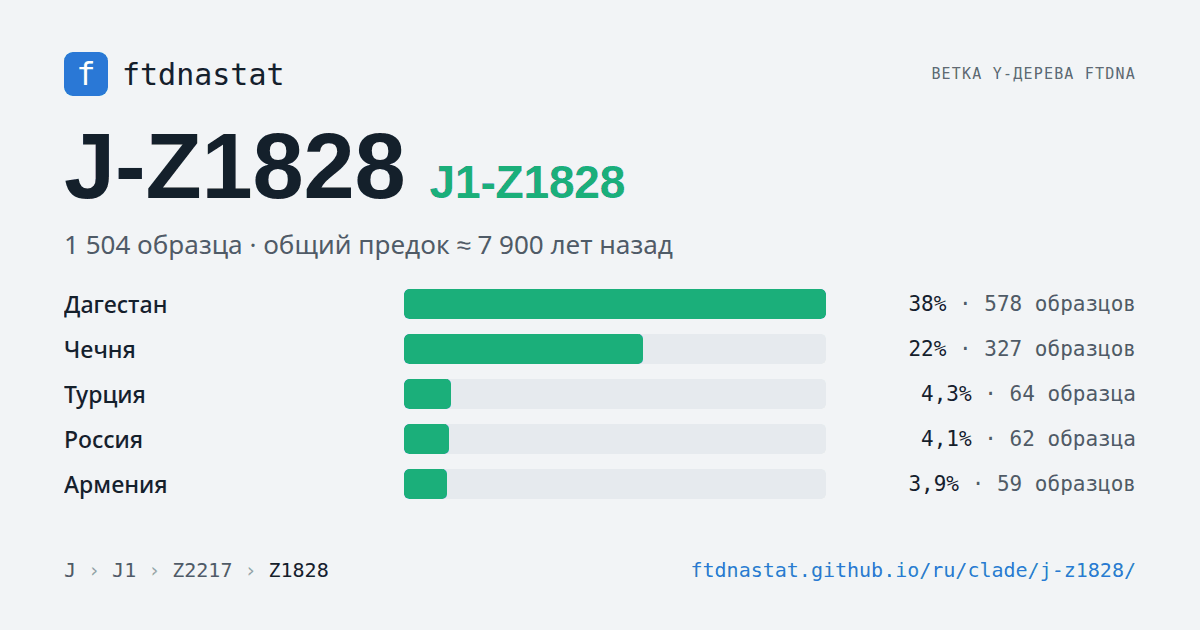 f ftdnastat
ВЕТКА Y-ДЕРЕВА FTDNA
J-Z1828 J1-Z1828
1 504 образца · общий предок ≈ 7 900 лет назад
Дагестан 38% · 578 образцов
Чечня 22% · 327 образцов
Турция 4,3% · 64 образца
Россия 4,1% · 62 образца
Армения 3,9% · 59 образцов
J › J1 › Z2217 › Z1828
ftdnastat.github.io/ru/clade/j-z1828/